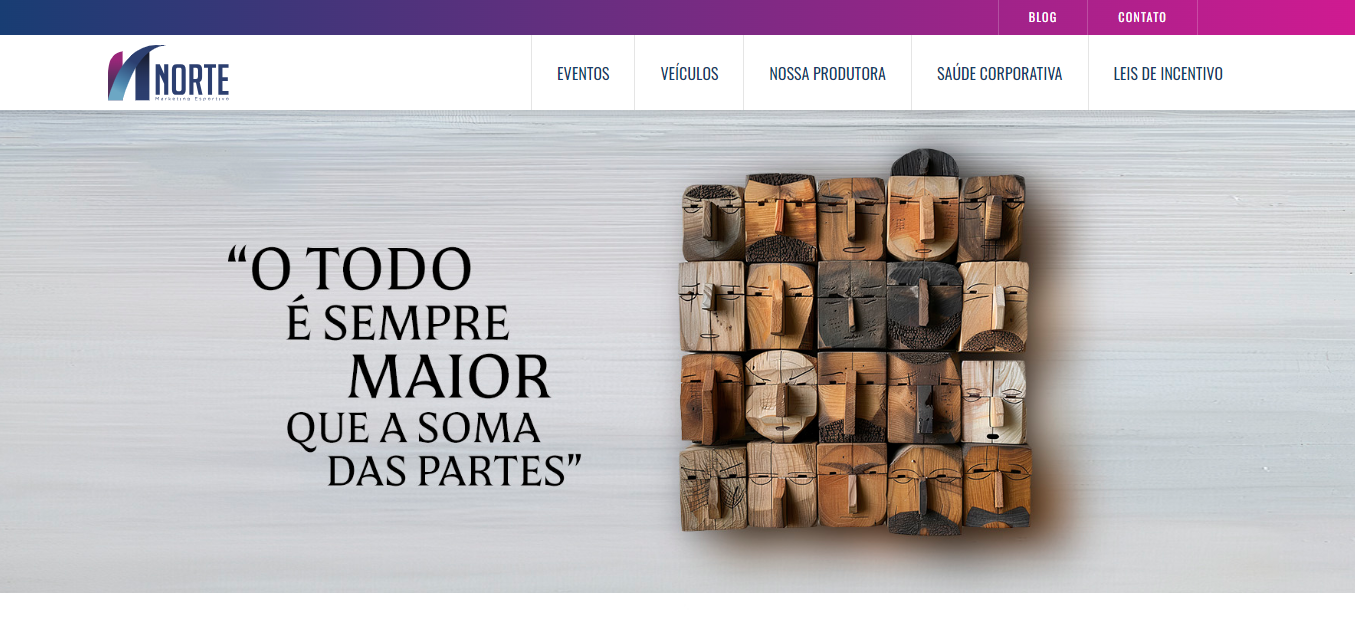 BLOG CONTATO
NORTE
Marketing Esportivo
EVENTOS VEÍCULOS NOSSA PRODUTORA SAÚDE CORPORATIVA LEIS DE INCENTIVO
“O TODO
É SEMPRE
MAIOR
QUE A SOMA
DAS PARTES”